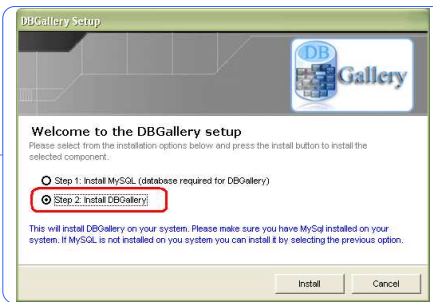 DBGallery Setup
DB
Gallery
Welcome to the DBGallery setup
Please select from the installation options below and press the install button to install the
selected component.
Step 1: Install MySQL (database required for DBGallery)
Step 2: Install DBGallery
This will install DBGallery on your system. Please make sure you have MySql installed on your
system. If MySQL is not installed on you system you can install it by selecting the previous option.
Install Cancel